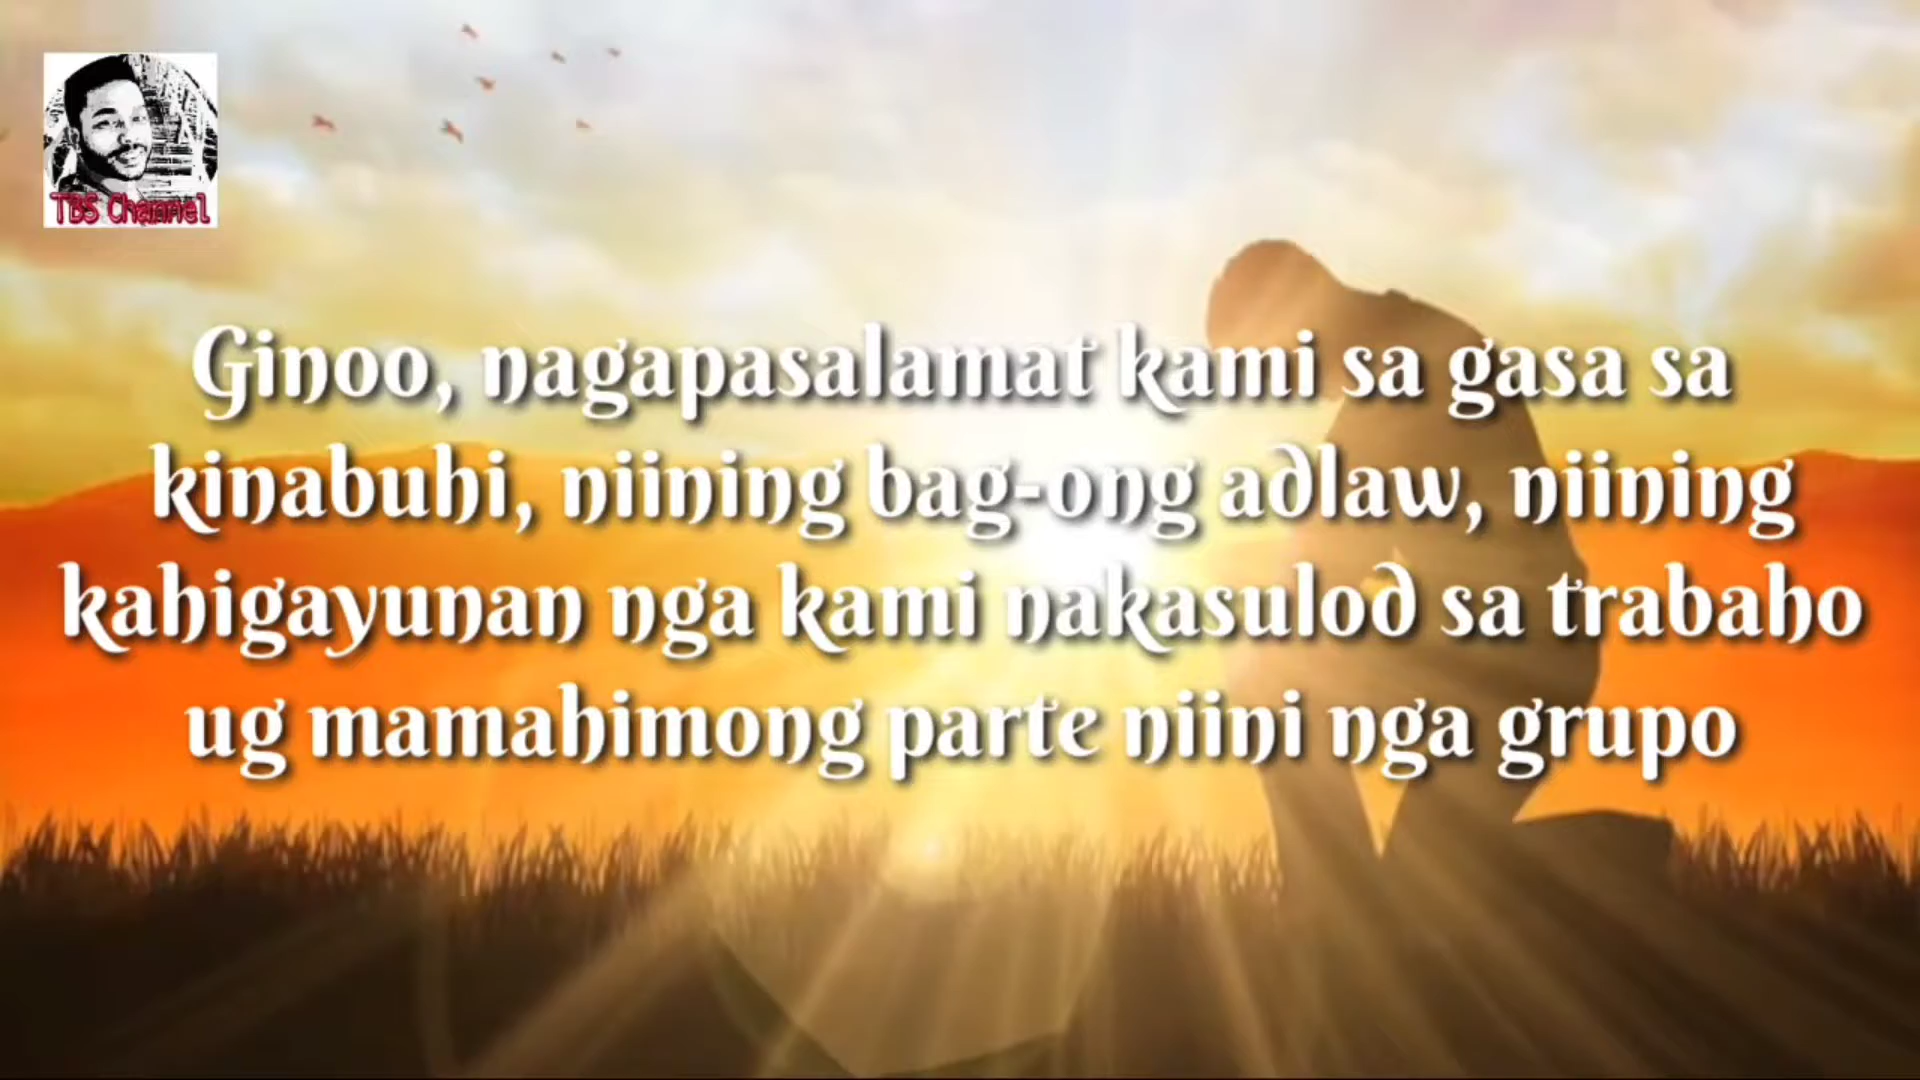 TBS Channel
Ginoo, nagapasalamat kami sa gasa sa
kinabuhi, niining bag-ong adlaw, niining
kahigayunan nga kami nakasulod sa trabaho
ug mamahimong parte niini nga grupo